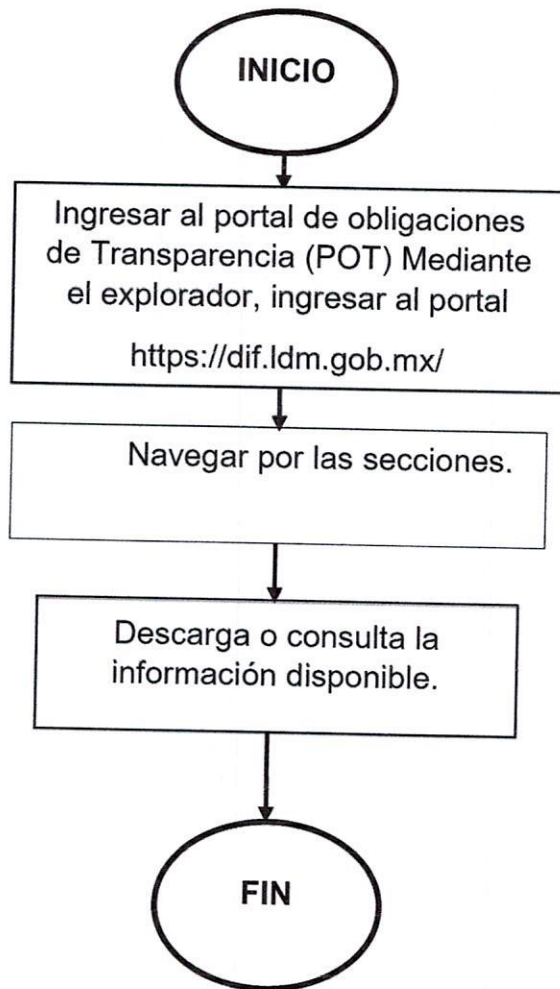 INICIO
Ingresar al portal de obligaciones
de Transparencia (POT) Mediante
el explorador, ingresar al portal
https://dif.ldm.gob.mx/
Navegar por las secciones.
Descarga o consulta la
información disponible.
FIN